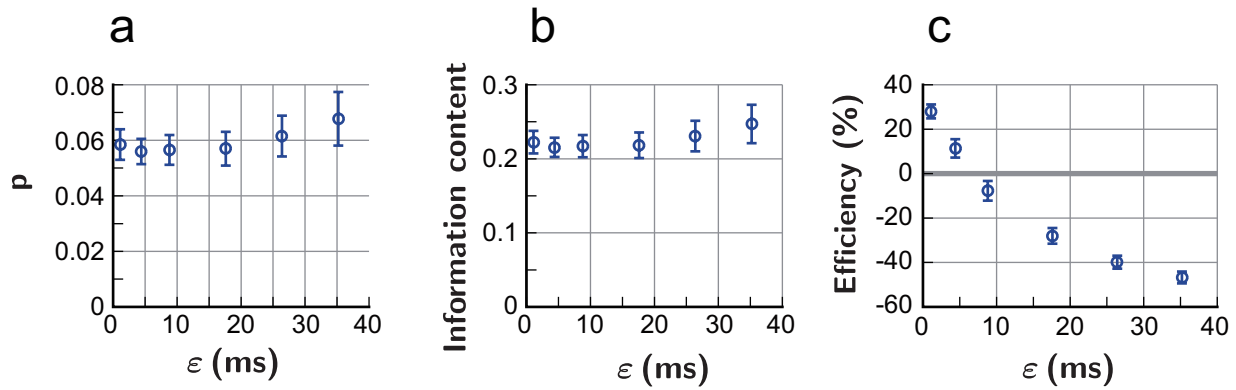 a
0.08
0.06
0.04
0.02
0
p
0 10 20 30 40
ε (ms)
b
0.3
0.2
0.1
0
Information content
0 10 20 30 40
ε (ms)
c
40
20
0
-20
-40
-60
Efficiency (%)
0 10 20 30 40
ε (ms)